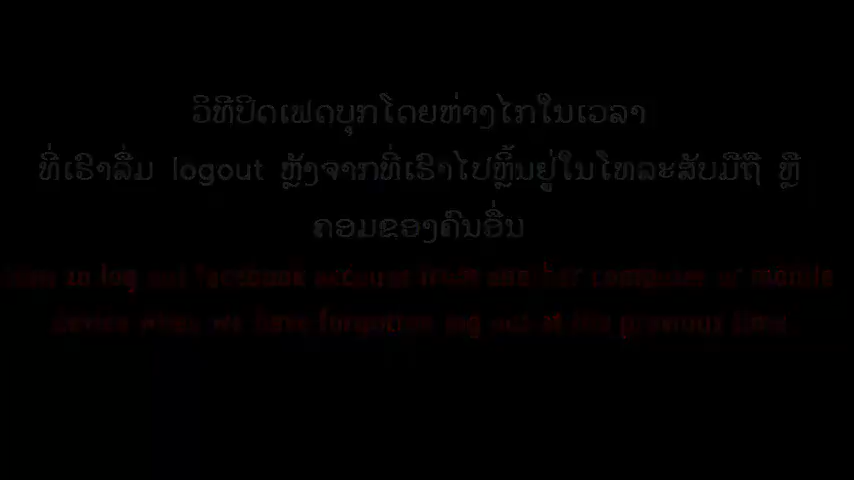 ວິທີປິດເຟດບຸກໂດຍຫ່າງໄກໃນເວລາ
ທີ່ເຮົາລື່ມ logout ຫຼັງຈາກທີ່ເຮົາໄປຫຼິ້ນຢູ່ໃນໂທລະສັບມືຖື ຫຼື
ຄອມຂອງຄົນອື່ນ
to log out facebook account from another computer or mobile
device when we have forgotten log out at the previous time